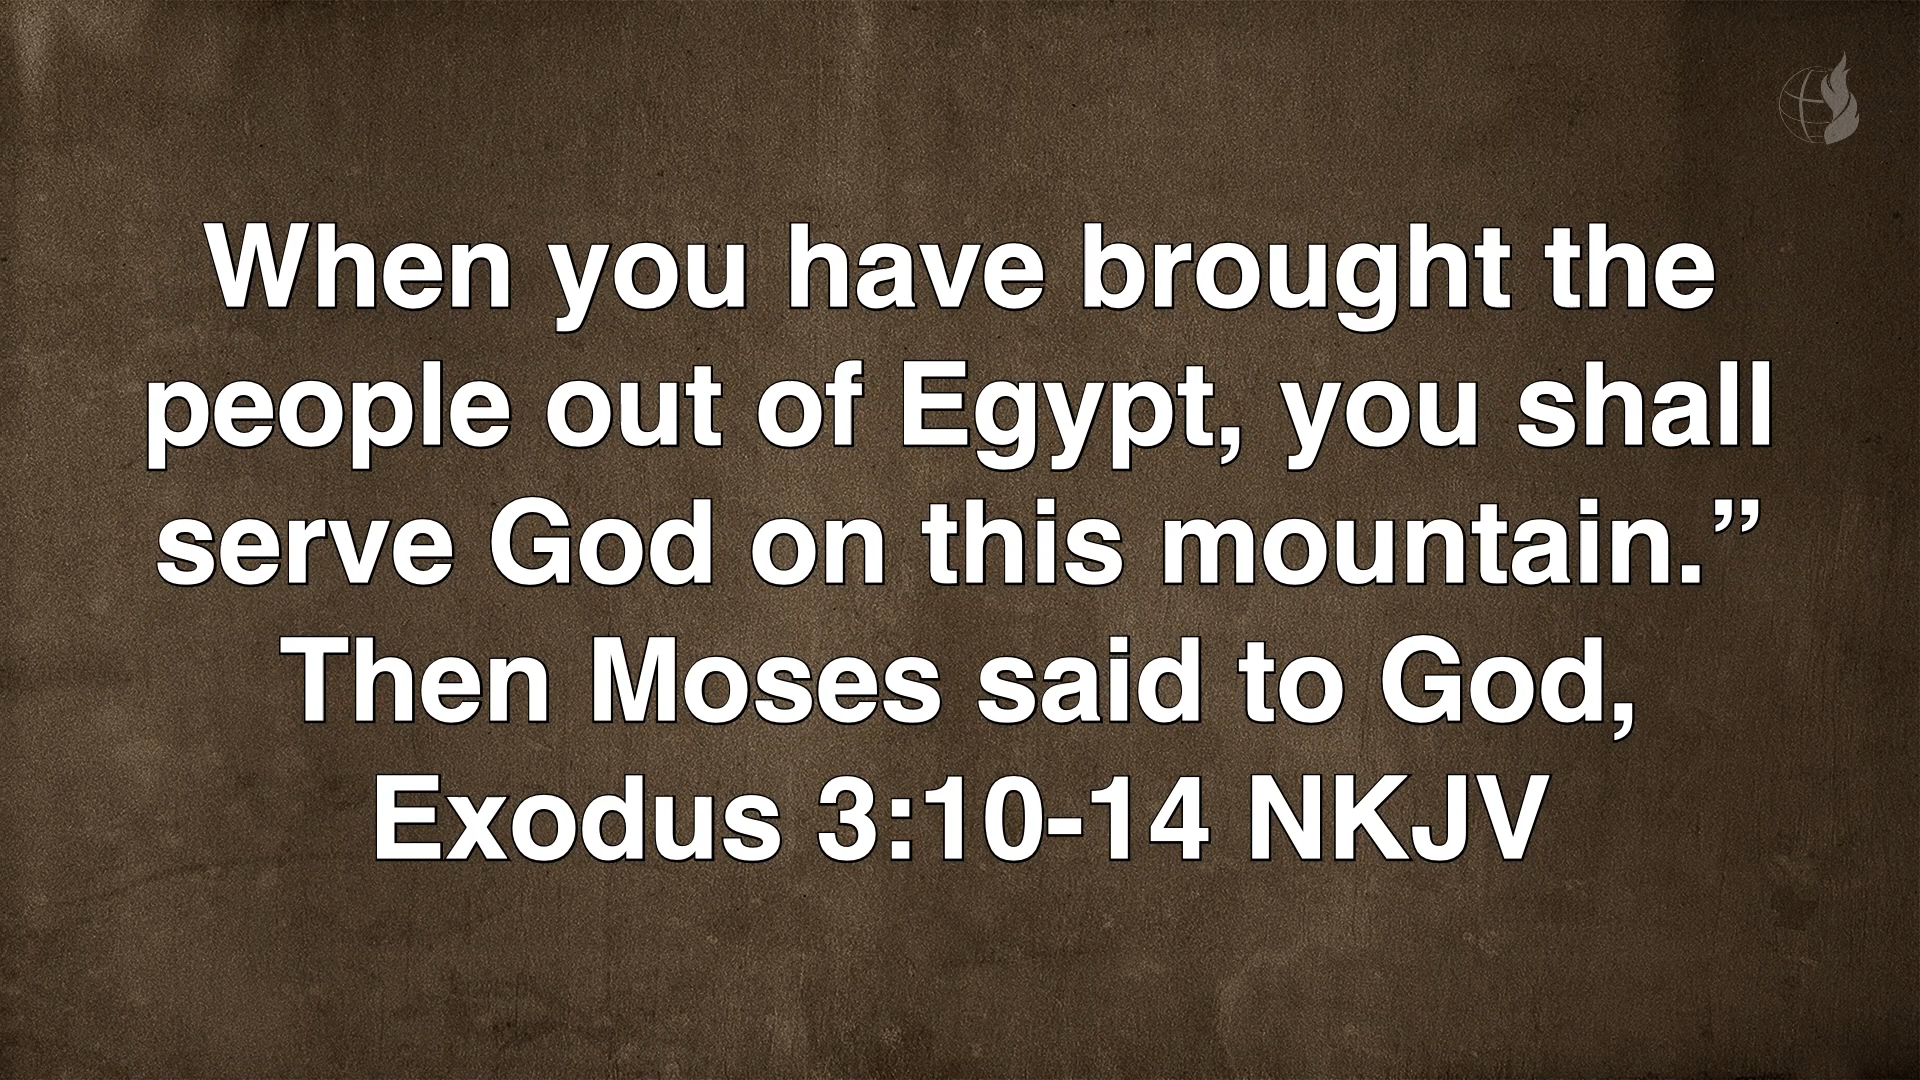 When you have brought the
people out of Egypt, you shall
serve God on this mountain.”
Then Moses said to God,
Exodus 3:10-14 NKJV